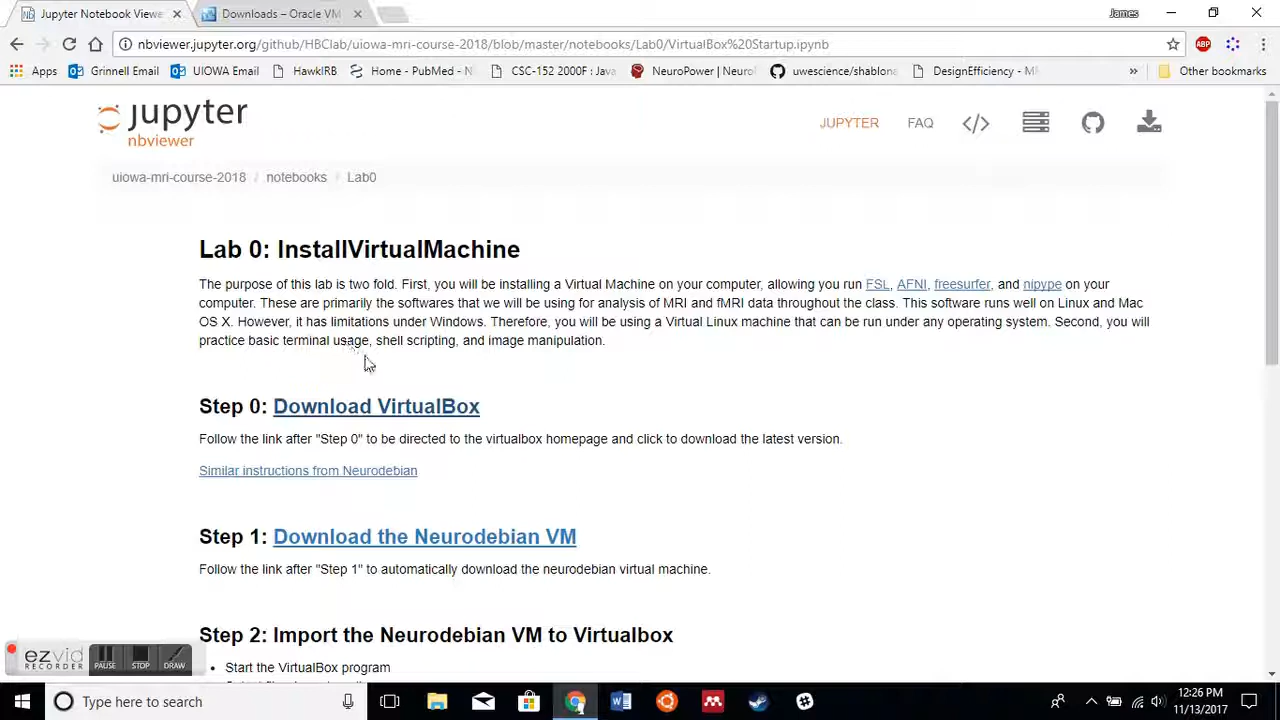 Jupyter Notebook Viewe
Downloads – Oracle VM
James
nbviewer.jupyter.org/github/HBClab/uiowa-mri-course-2018/blob/master/notebooks/Lab0/VirtualBox%20Startup.ipynb
ABP
Apps
Grinnell Email
UIOWA Email
HawkIRB
Home - PubMed - N
CSC-152 2000F : Java
NeuroPower | Neuro
uwescience/shablona
DesignEfficiency - M
Other bookmarks
jupyter
nbviewer
JUPYTER
FAQ
uiowa-mri-course-2018 / notebooks / Lab0
Lab 0: InstallVirtualMachine
The purpose of this lab is two fold. First, you will be installing a Virtual Machine on your computer, allowing you run FSL, AFNI, freesurfer, and nipype on your
computer. These are primarily the softwares that we will be using for analysis of MRI and fMRI data throughout the class. This software runs well on Linux and Mac
OS X. However, it has limitations under Windows. Therefore, you will be using a Virtual Linux machine that can be run under any operating system. Second, you will
practice basic terminal usage, shell scripting, and image manipulation.
Step 0: Download VirtualBox
Follow the link after "Step 0" to be directed to the virtualbox homepage and click to download the latest version.
Similar instructions from Neurodebian
Step 1: Download the Neurodebian VM
Follow the link after "Step 1" to automatically download the neurodebian virtual machine.
Step 2: Import the Neurodebian VM to Virtualbox
• Start the VirtualBox program
ezvid
RECORDER
PAUSE
STOP
DRAW
Type here to search
12:26 PM
11/13/2017